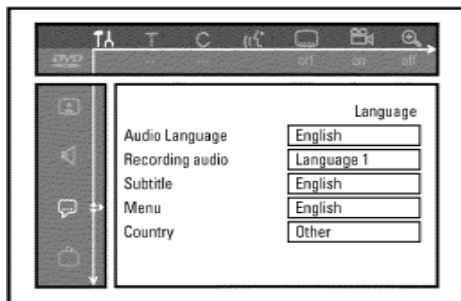 T C
DVD
off on off
Language
Audio Language English
Recording audio Language 1
Subtitle English
Menu English
Country Other